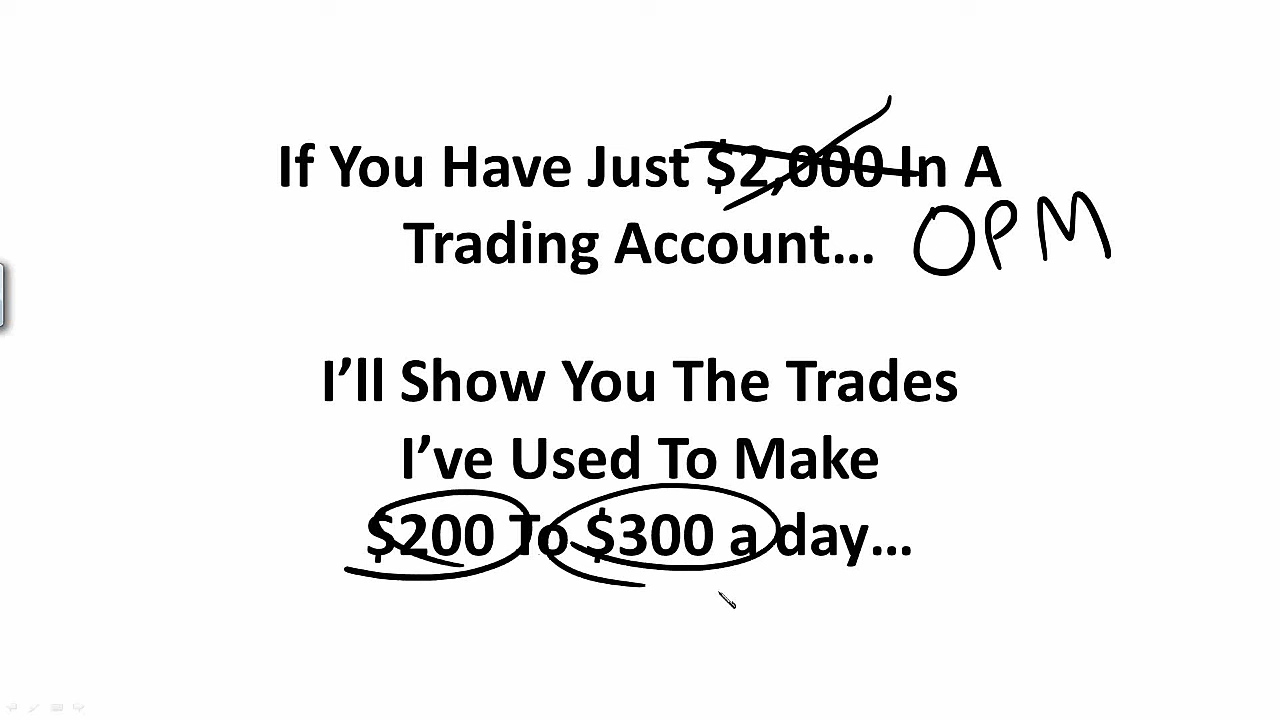 If You Have Just $2,000 In A
Trading Account...
OPM
I'll Show You The Trades
I've Used To Make
$200 To $300 a day...